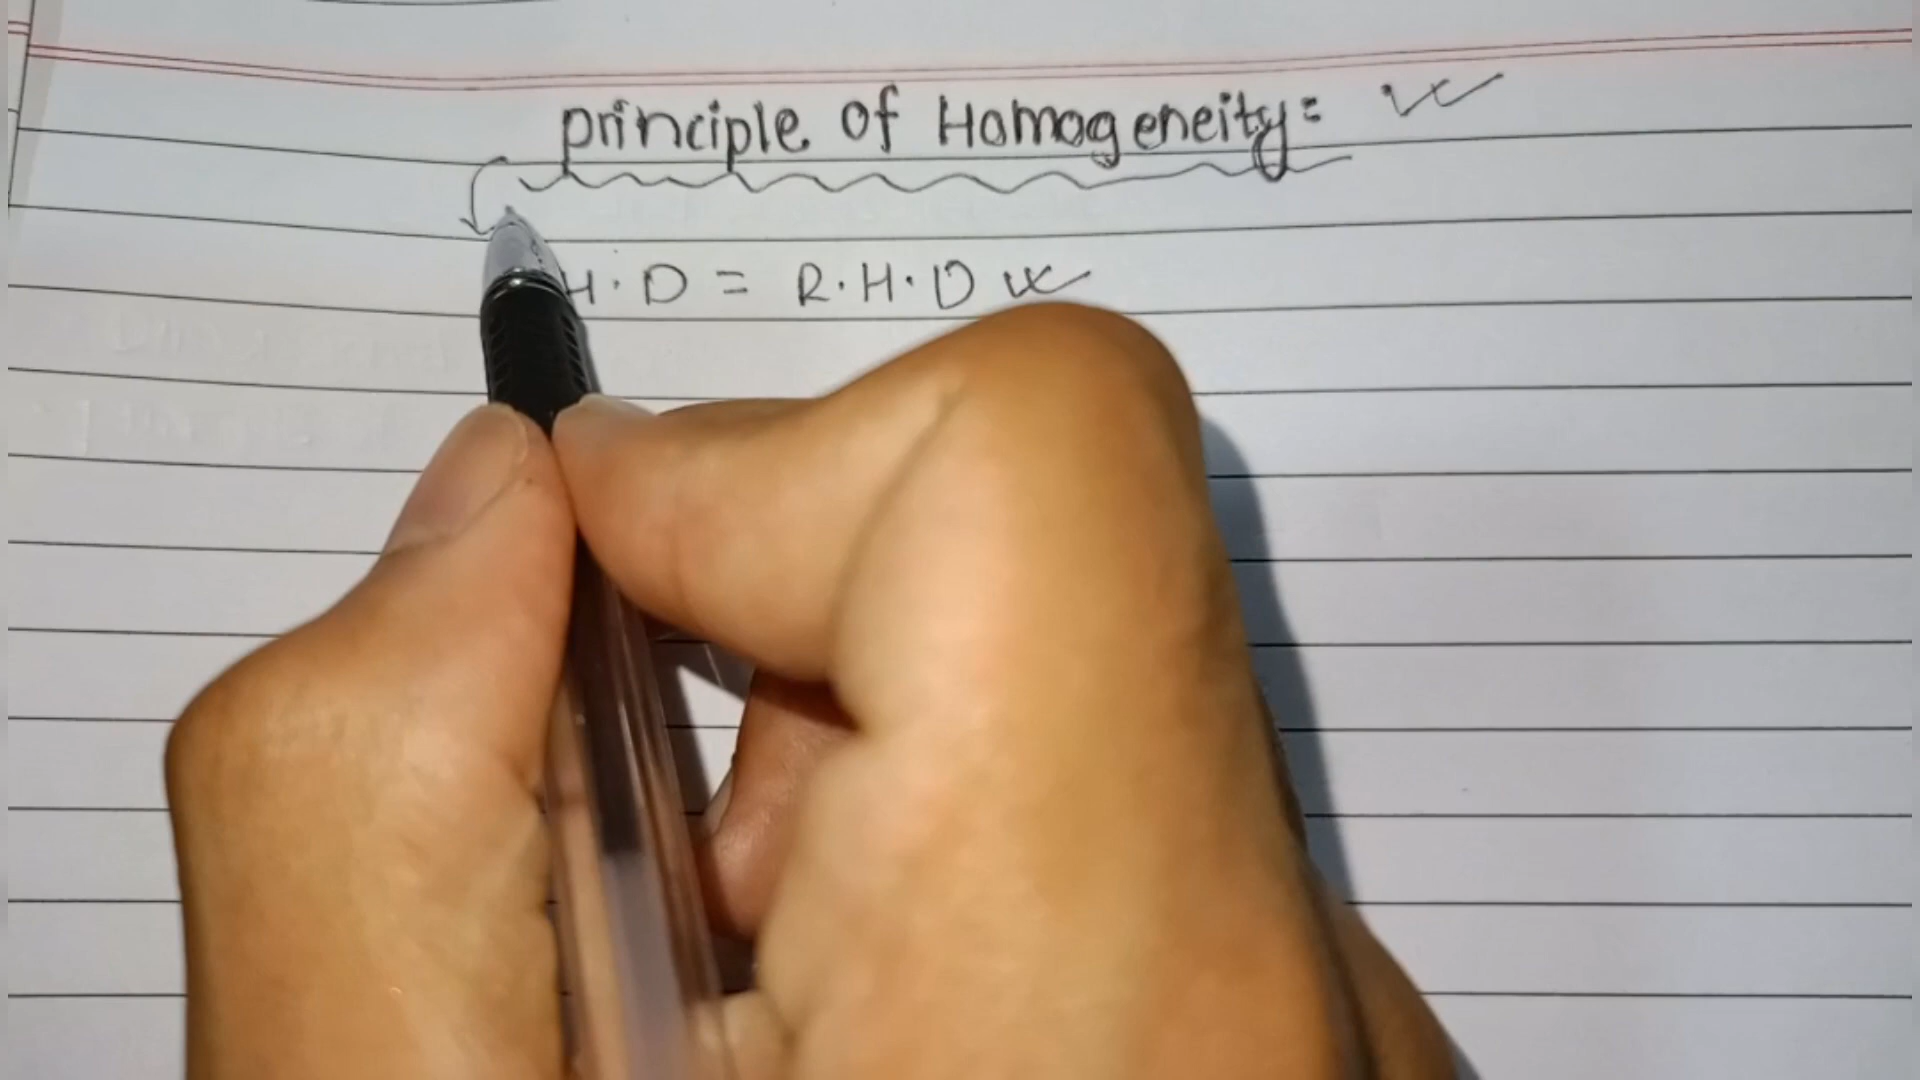 principle of Homogeneity:
H.D = R.H.D